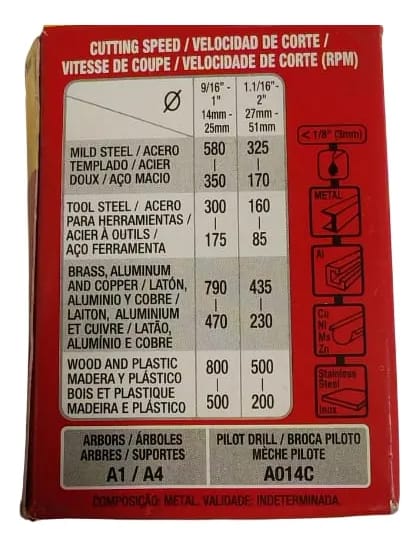 CUTTING SPEED / VELOCIDAD DE CORTE /
VITESSE DE COUPE / VELOCIDADE DE CORTE (RPM)
Ø
9/16"-
1"
14mm-
25mm
1.1/16"-
2"
27mm-
51mm
< 1/8" (3mm)
MILD STEEL / ACERO
TEMPLADO / ACIER
DOUX / AÇO MACIO
580
|
350
325
|
170
METAL
TOOL STEEL / ACERO
PARA HERRAMIENTAS /
ACIER À OUTILS /
AÇO FERRAMENTA
300
|
175
160
|
85
Al
BRASS, ALUMINUM
AND COPPER / LATÓN,
ALUMINIO Y COBRE /
LAITON, ALUMINIUM
ET CUIVRE / LATÃO,
ALUMÍNIO E COBRE
790
|
470
435
|
230
Cu
Ni
Ms
Zn
WOOD AND PLASTIC
MADERA Y PLÁSTICO
BOIS ET PLASTIQUE
MADEIRA E PLÁSTICO
800
|
500
500
|
200
Stainless
Steel
Inox
ARBORS / ÁRBOLES
ARBRES / SUPORTES
A1 / A4
PILOT DRILL / BROCA PILOTO
MÈCHE PILOTE
A014C
COMPOSIÇÃO: METAL. VALIDADE: INDETERMINADA.